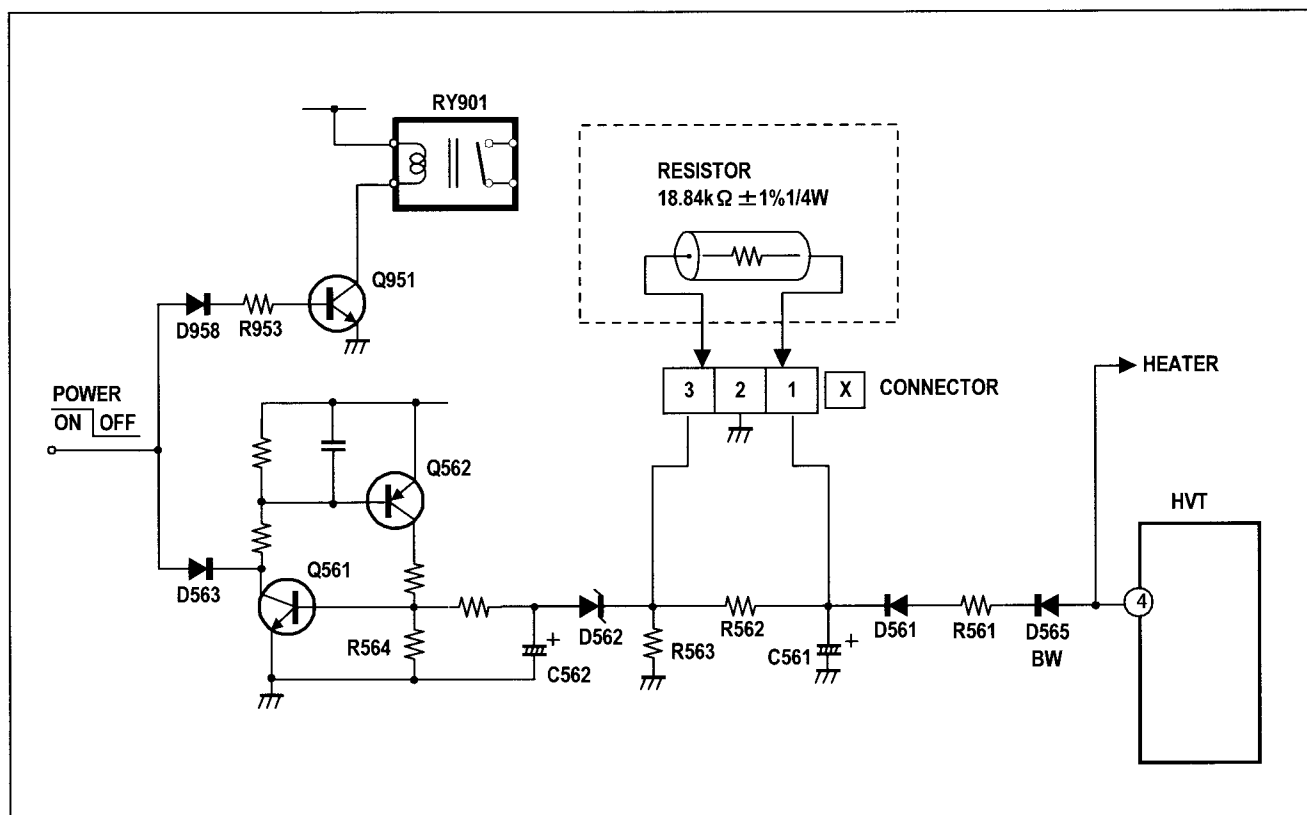 RY901
RESISTOR
18.84kΩ ±1%1/4W
Q951
D958
R953
3
2
1
X
CONNECTOR
HEATER
POWER
ON OFF
Q562
HVT
D563
Q561
4
R564
C562
D562
R563
R562
C561
D561
R561
D565
BW